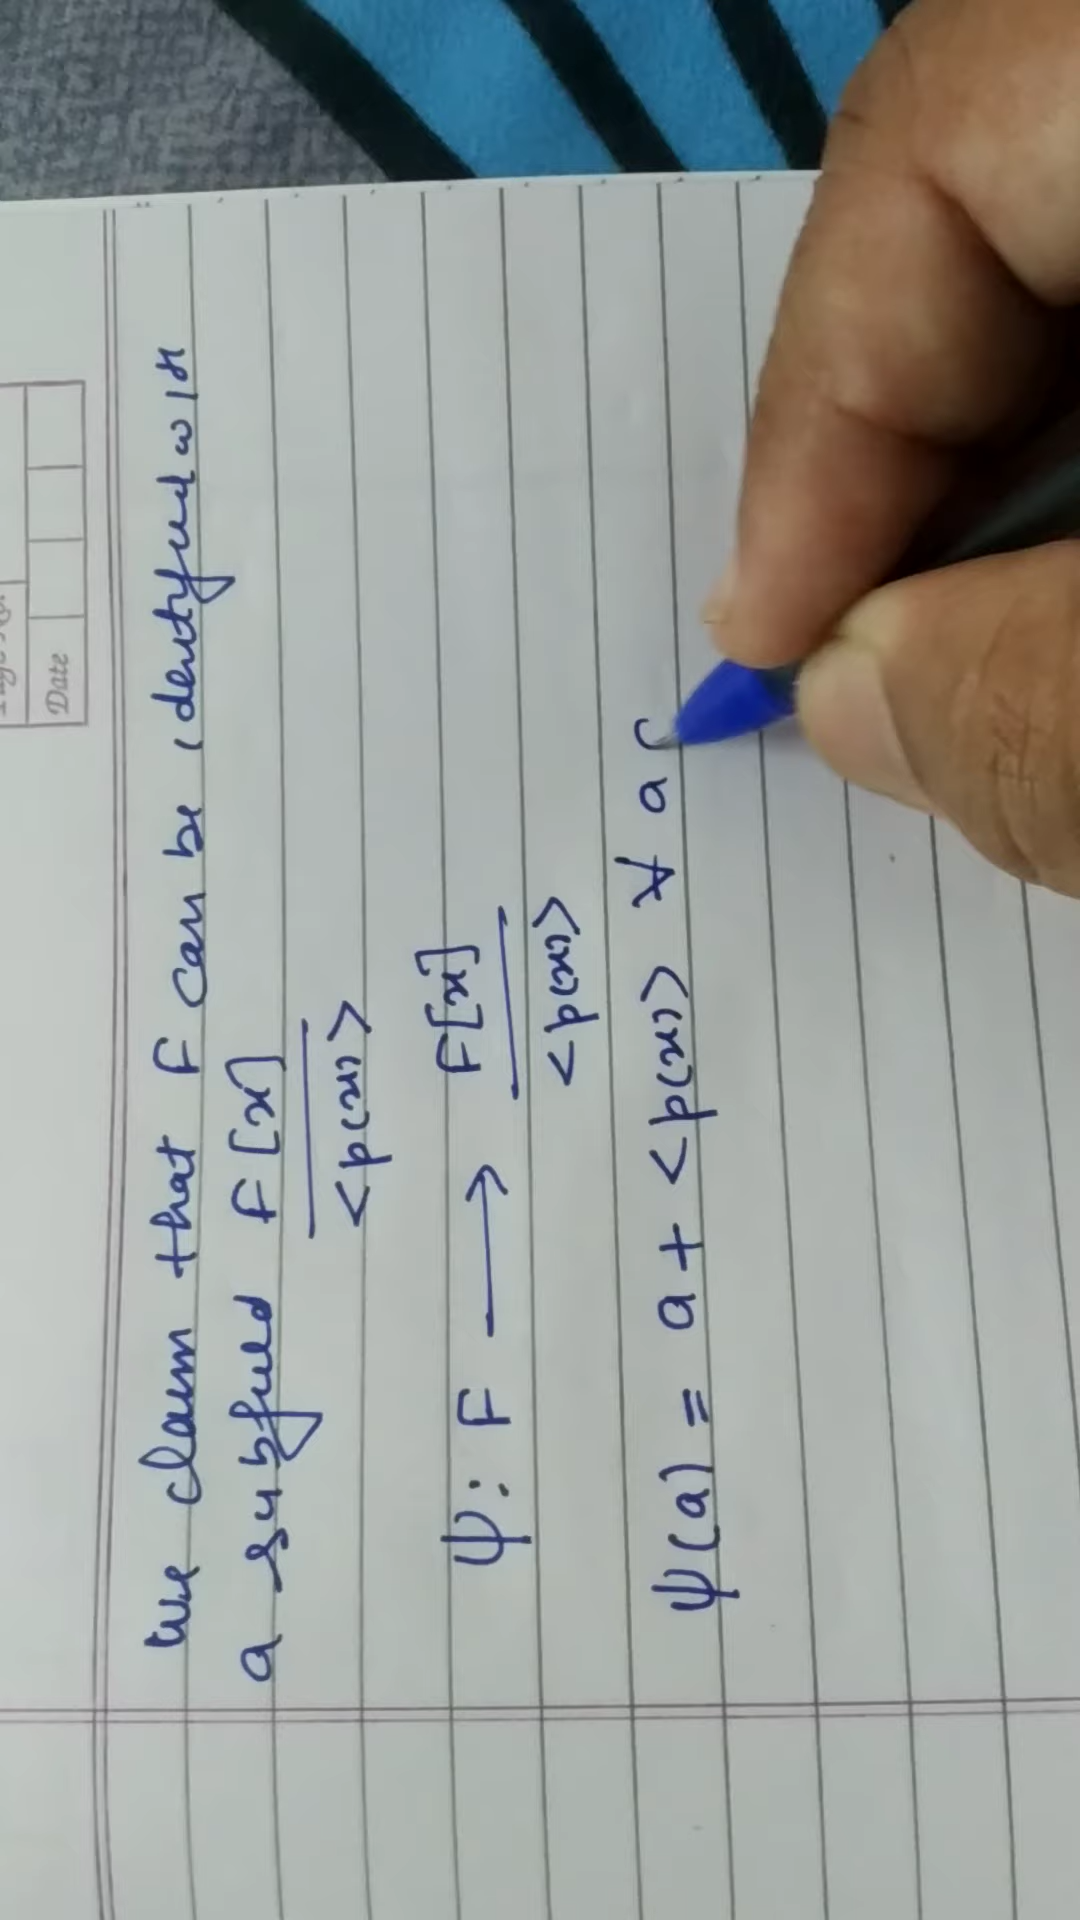 we claim that F can be identified with
a subfield F[x]
<p(x)>
ψ: F ⟶ F[x]
<p(x)>
ψ(a) = a + <p(x)> ∀ a
Date